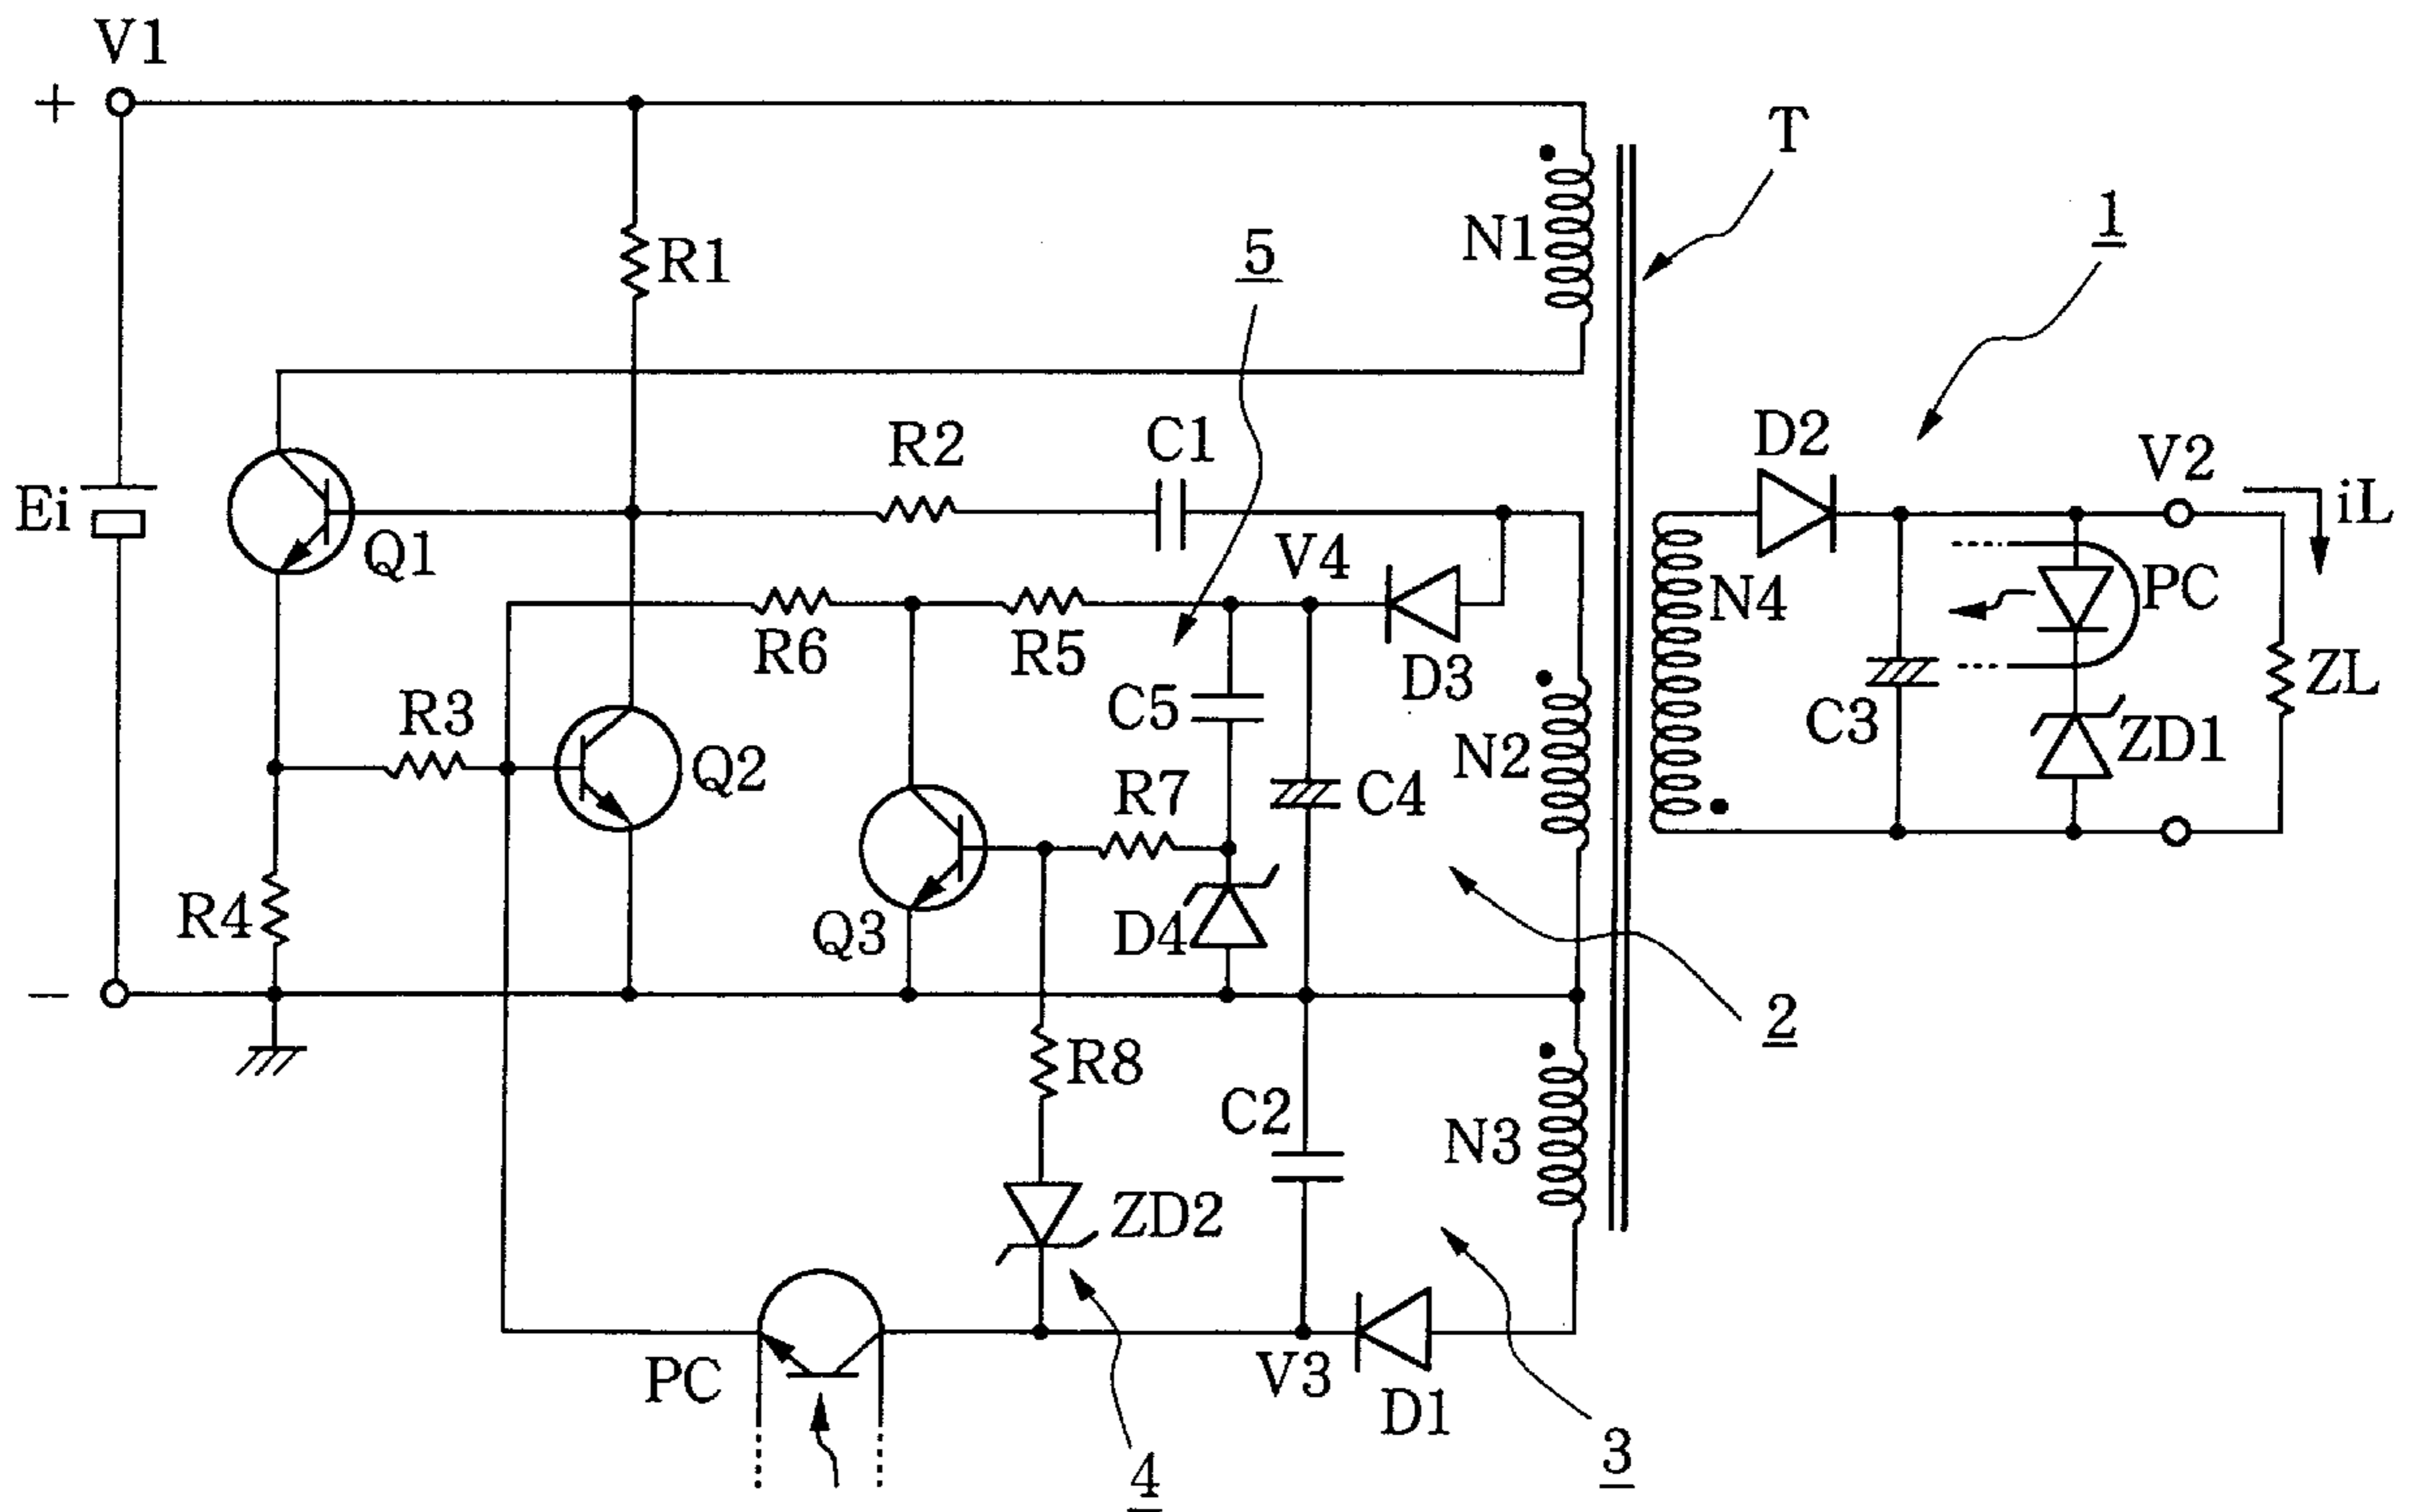 V1
+
T
1
N1
5
R1
R2
C1
D2
V2
iL
Ei
Q1
V4
N4
PC
R6
R5
D3
ZL
R3
C5
C3
ZD1
Q2
N2
R7
C4
R4
Q3
D4
−
2
R8
C2
N3
ZD2
PC
V3
D1
3
4